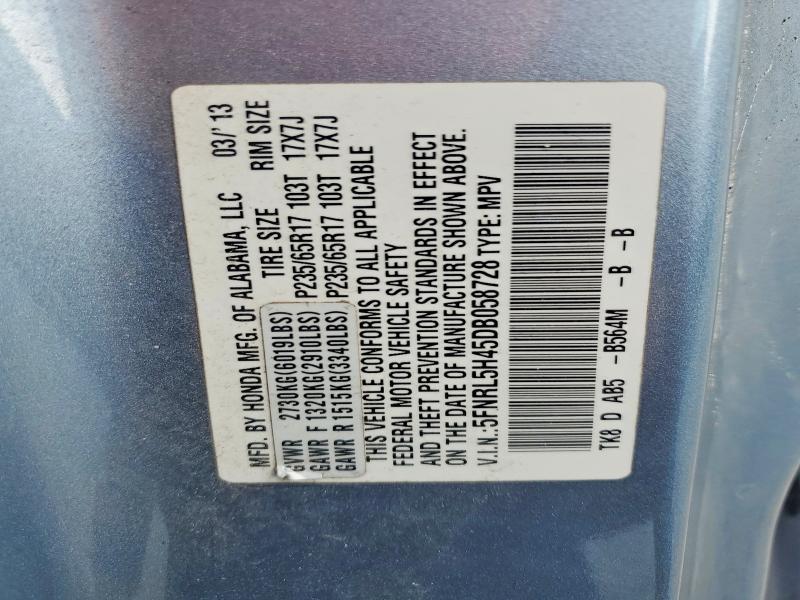 MFD. BY HONDA MFG. OF ALABAMA, LLC 03/'13
TIRE SIZE RIM SIZE
GVWR 2730KG(6019LBS)
GAWR F 1320KG(2910LBS) P235/65R17 103T 17X7J
GAWR R 1515KG(3340LBS) P235/65R17 103T 17X7J
THIS VEHICLE CONFORMS TO ALL APPLICABLE
FEDERAL MOTOR VEHICLE SAFETY
AND THEFT PREVENTION STANDARDS IN EFFECT
ON THE DATE OF MANUFACTURE SHOWN ABOVE.
V.I.N.:5FNRL5H45DB058728 TYPE: MPV
TK8 D AB5 -B564M -B -B